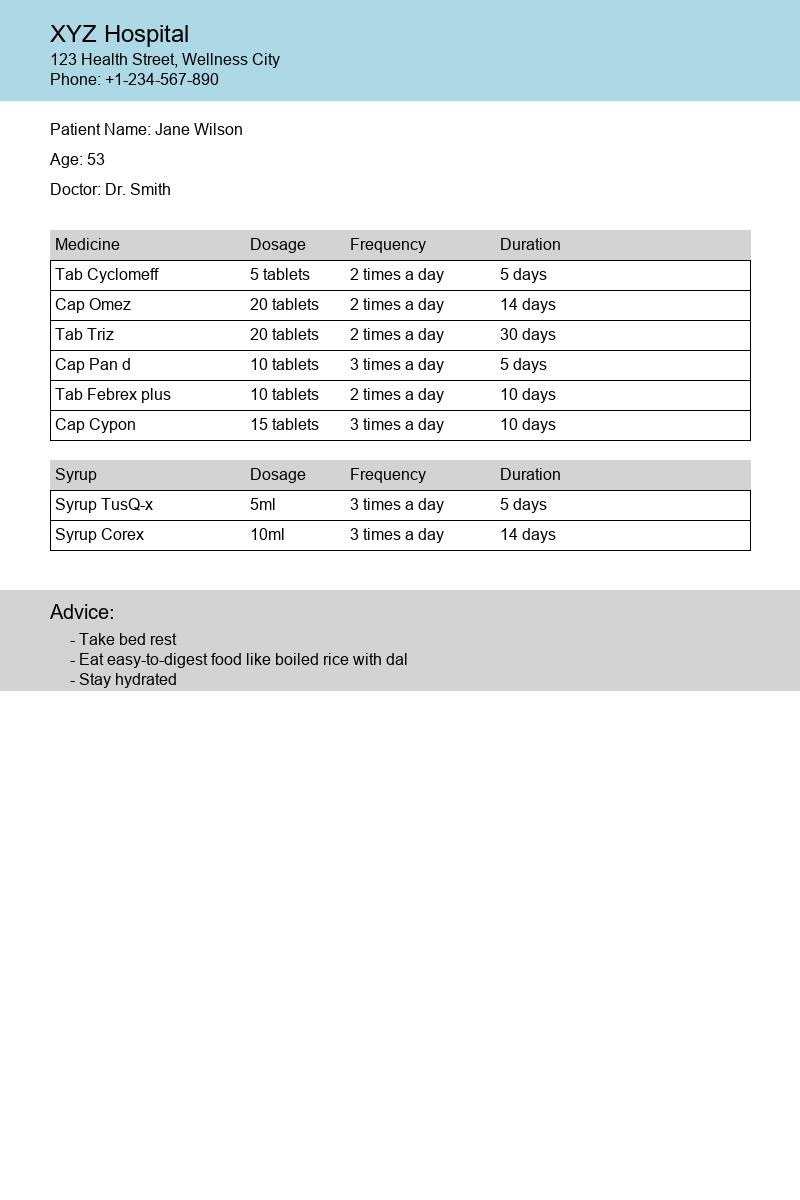 XYZ Hospital
123 Health Street, Wellness City
Phone: +1-234-567-890
Patient Name: Jane Wilson
Age: 53
Doctor: Dr. Smith
Medicine Dosage Frequency Duration
Tab Cyclomeff 5 tablets 2 times a day 5 days
Cap Omez 20 tablets 2 times a day 14 days
Tab Triz 20 tablets 2 times a day 30 days
Cap Pan d 10 tablets 3 times a day 5 days
Tab Febrex plus 10 tablets 2 times a day 10 days
Cap Cypon 15 tablets 3 times a day 10 days
Syrup Dosage Frequency Duration
Syrup TusQ-x 5ml 3 times a day 5 days
Syrup Corex 10ml 3 times a day 14 days
Advice:
- Take bed rest
- Eat easy-to-digest food like boiled rice with dal
- Stay hydrated